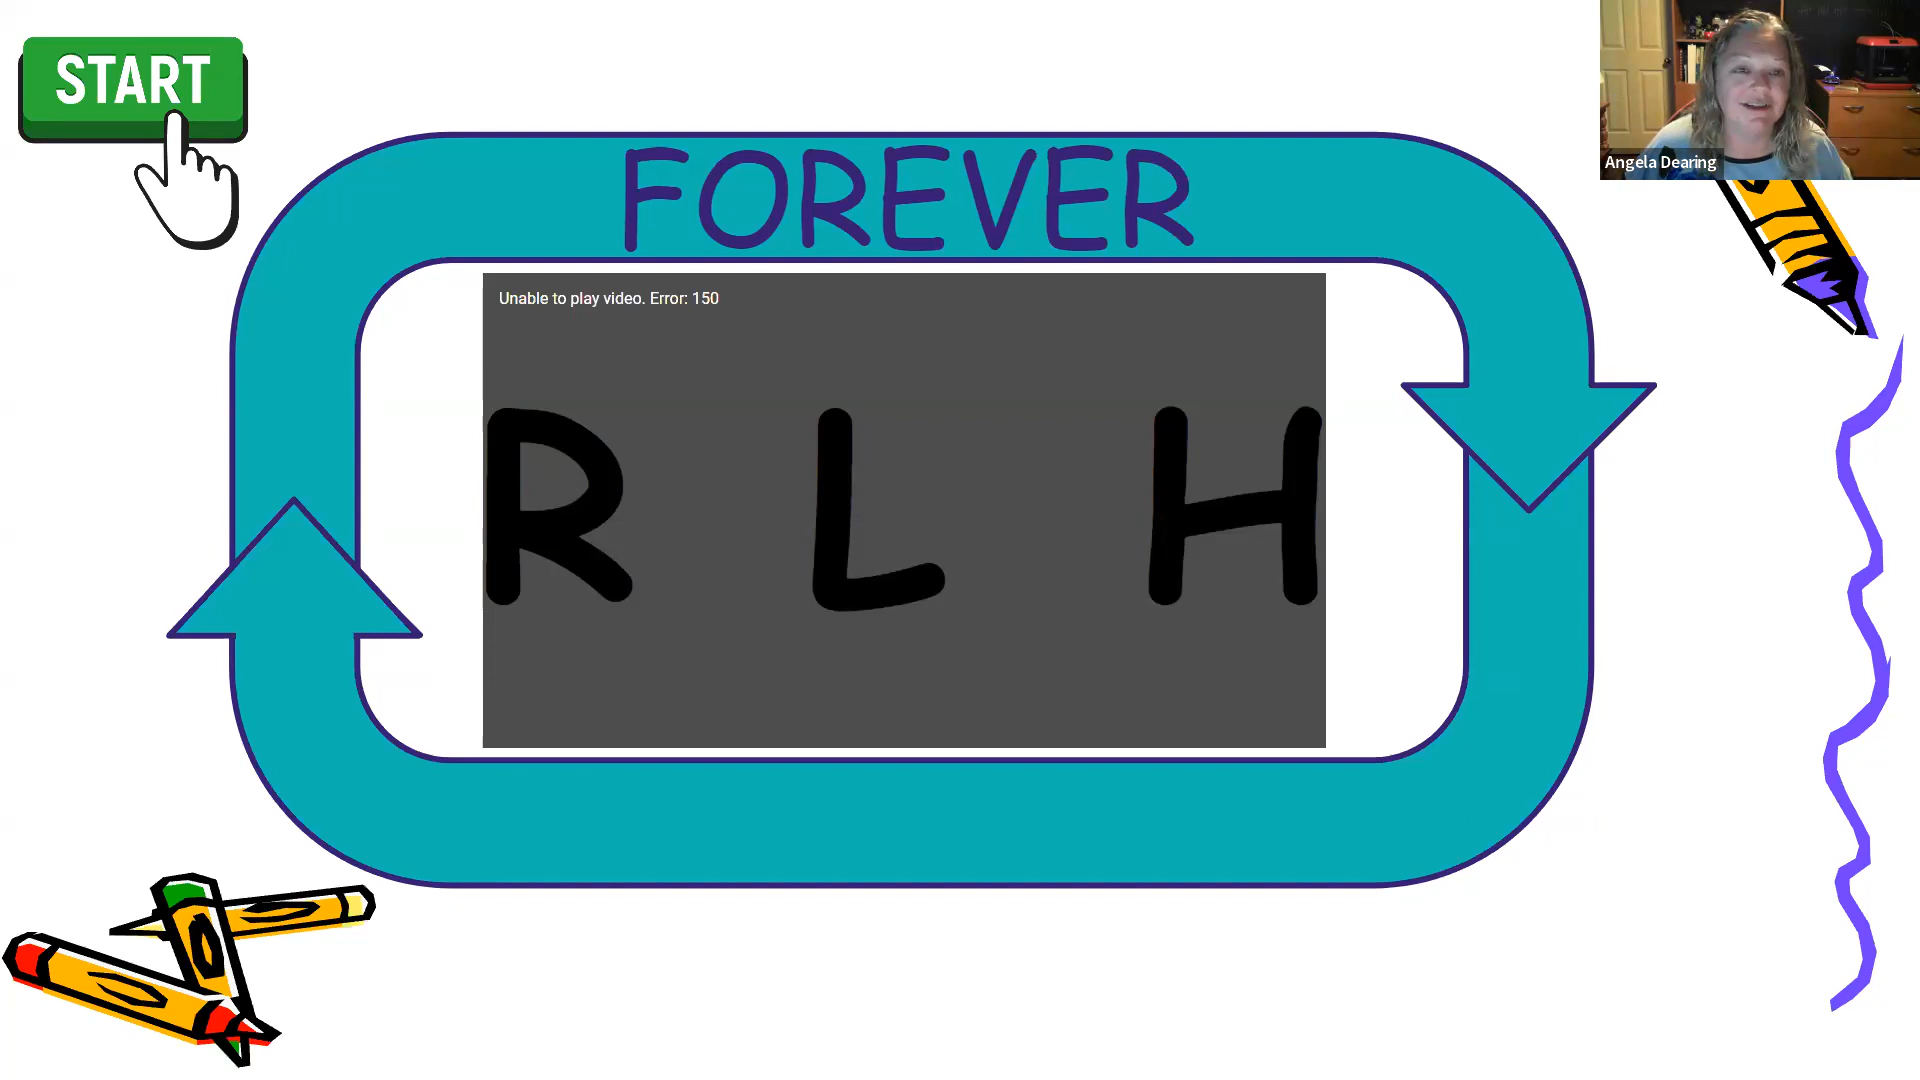 START
FOREVER
Unable to play video. Error: 150
R L H
Angela Dearing